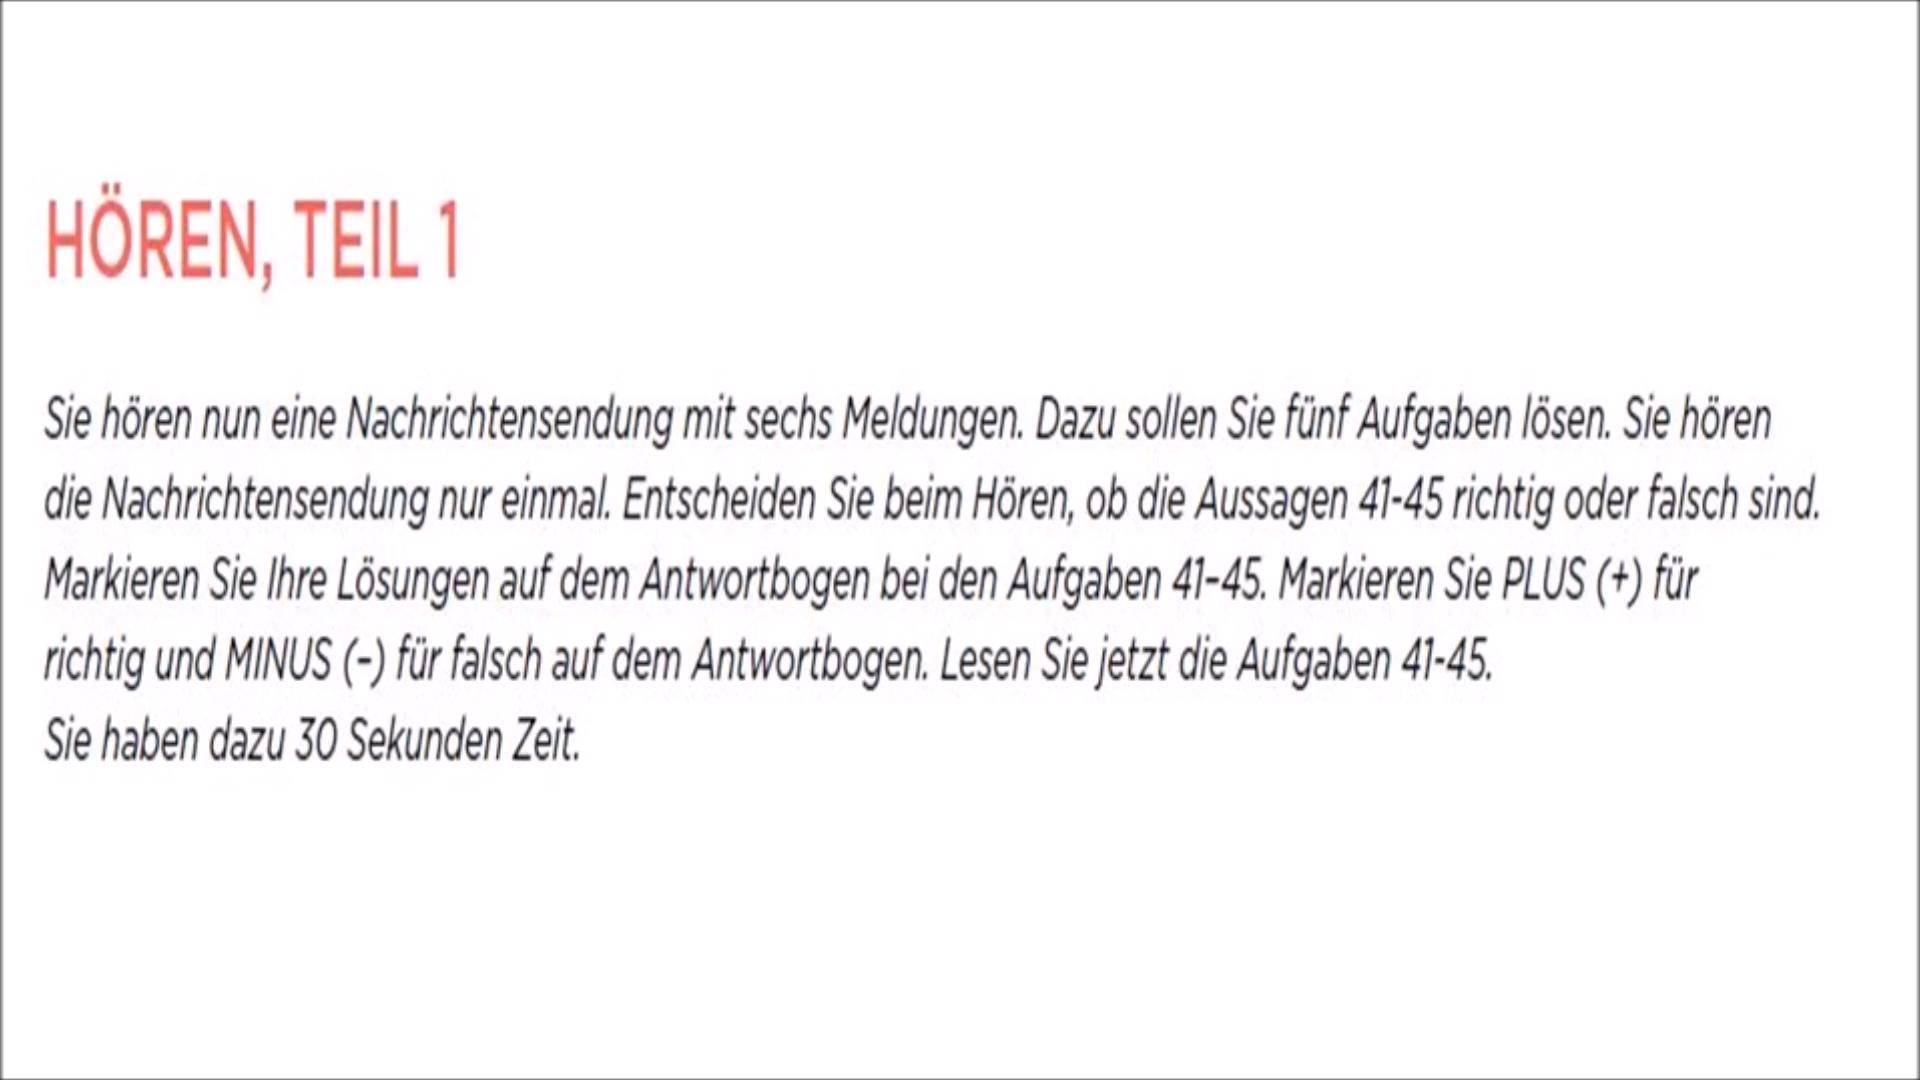 HÖREN, TEIL 1
Sie hören nun eine Nachrichtensendung mit sechs Meldungen. Dazu sollen Sie fünf Aufgaben lösen. Sie hören
die Nachrichtensendung nur einmal. Entscheiden Sie beim Hören, ob die Aussagen 41-45 richtig oder falsch sind.
Markieren Sie Ihre Lösungen auf dem Antwortbogen bei den Aufgaben 41-45. Markieren Sie PLUS (+) für
richtig und MINUS (-) für falsch auf dem Antwortbogen. Lesen Sie jetzt die Aufgaben 41-45.
Sie haben dazu 30 Sekunden Zeit.